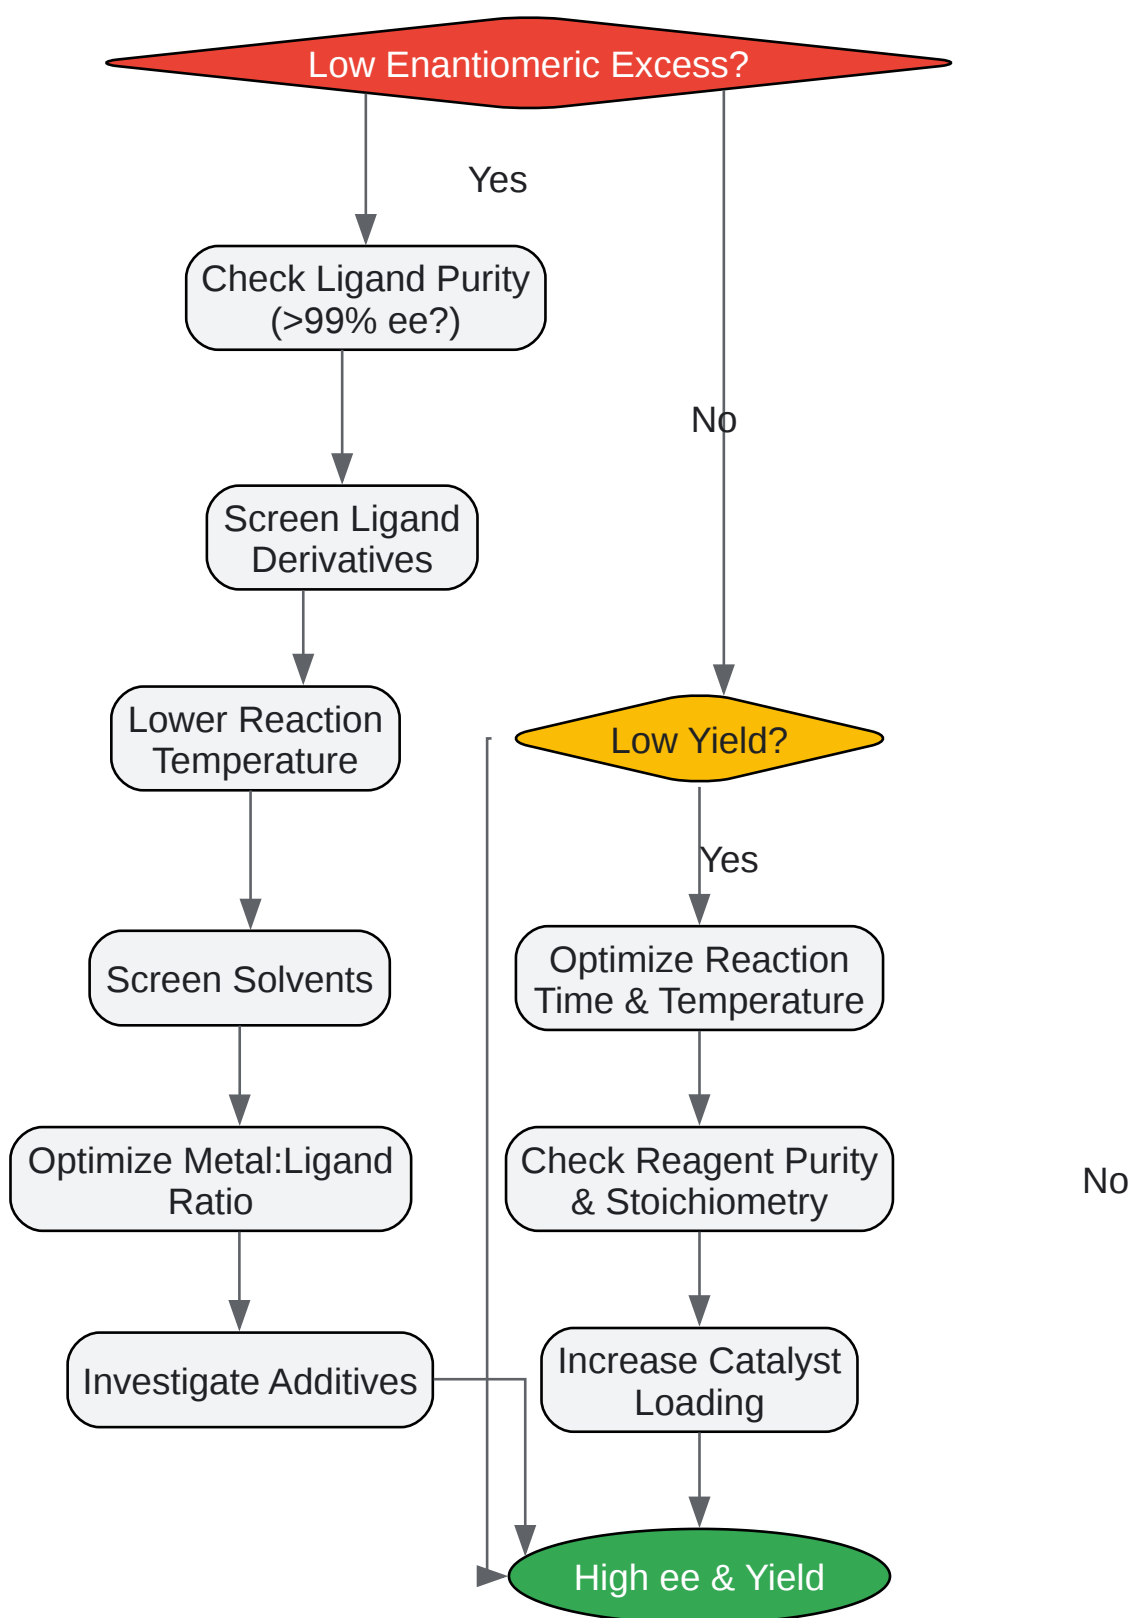 Low Enantiomeric Excess?
Yes
Check Ligand Purity
(>99% ee?)
No
Screen Ligand
Derivatives
Lower Reaction
Temperature
Low Yield?
Yes
Screen Solvents
Optimize Reaction
Time & Temperature
Optimize Metal:Ligand
Ratio
Check Reagent Purity
& Stoichiometry
No
Investigate Additives
Increase Catalyst
Loading
High ee & Yield